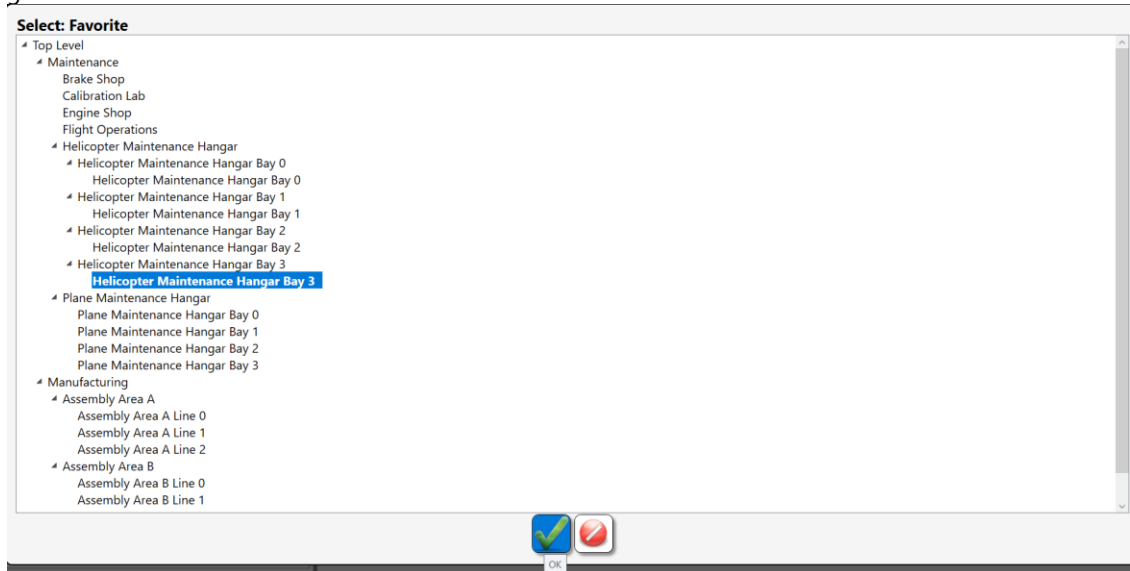 Select: Favorite
Top Level
Maintenance
Brake Shop
Calibration Lab
Engine Shop
Flight Operations
Helicopter Maintenance Hangar
Helicopter Maintenance Hangar Bay 0
Helicopter Maintenance Hangar Bay 0
Helicopter Maintenance Hangar Bay 1
Helicopter Maintenance Hangar Bay 1
Helicopter Maintenance Hangar Bay 2
Helicopter Maintenance Hangar Bay 2
Helicopter Maintenance Hangar Bay 3
Helicopter Maintenance Hangar Bay 3
Plane Maintenance Hangar
Plane Maintenance Hangar Bay 0
Plane Maintenance Hangar Bay 1
Plane Maintenance Hangar Bay 2
Plane Maintenance Hangar Bay 3
Manufacturing
Assembly Area A
Assembly Area A Line 0
Assembly Area A Line 1
Assembly Area A Line 2
Assembly Area B
Assembly Area B Line 0
Assembly Area B Line 1
OK